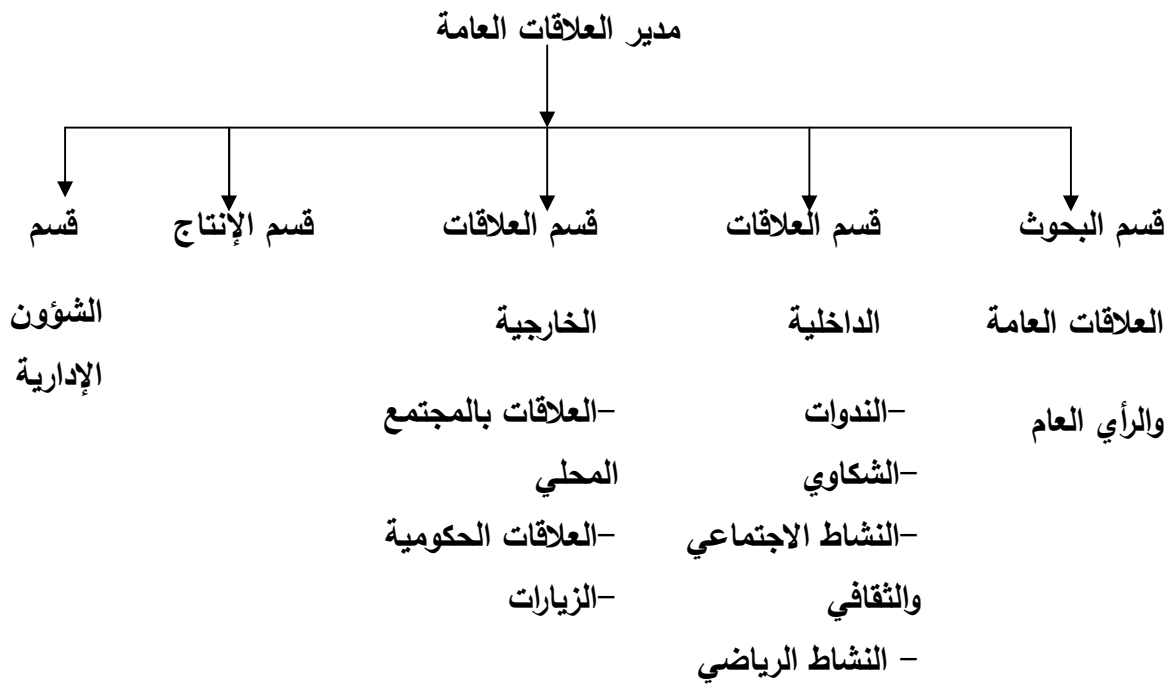 مدير العلاقات العامة
قسم البحوث
العلاقات العامة
والرأي العام
قسم العلاقات
الداخلية
–الندوات
–الشكاوي
–النشاط الاجتماعي
والثقافي
– النشاط الرياضي
قسم العلاقات
الخارجية
–العلاقات بالمجتمع
المحلي
–العلاقات الحكومية
–الزيارات
قسم الإنتاج
قسم
الشؤون
الإدارية